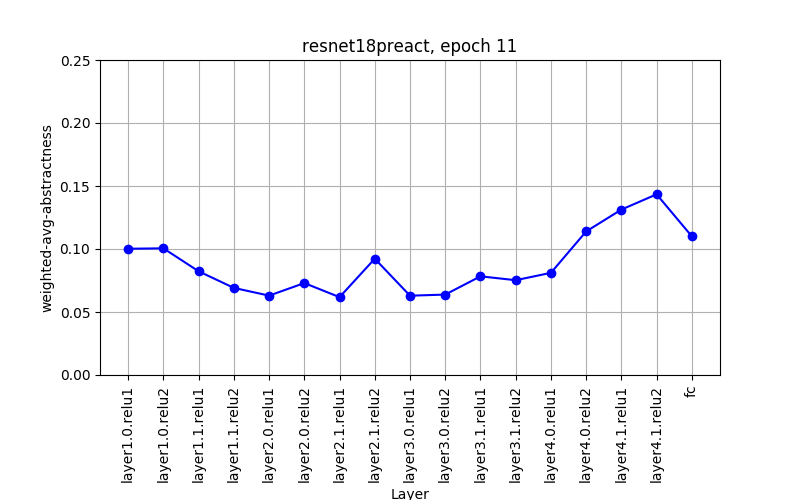 resnet18preact, epoch 11
0.25
0.20
0.15
0.10
0.05
0.00
weighted-avg-abstractness
layer1.0.relu1
layer1.0.relu2
layer1.1.relu1
layer1.1.relu2
layer2.0.relu1
layer2.0.relu2
layer2.1.relu1
layer2.1.relu2
layer3.0.relu1
layer3.0.relu2
layer3.1.relu1
layer3.1.relu2
layer4.0.relu1
layer4.0.relu2
layer4.1.relu1
layer4.1.relu2
fc
Layer